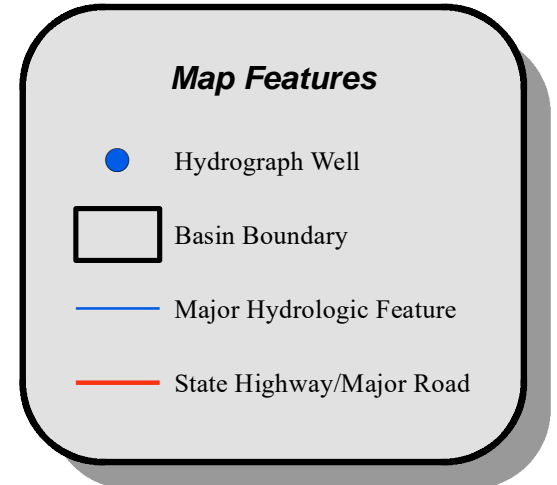 Map Features
Hydrograph Well
Basin Boundary
Major Hydrologic Feature
State Highway/Major Road